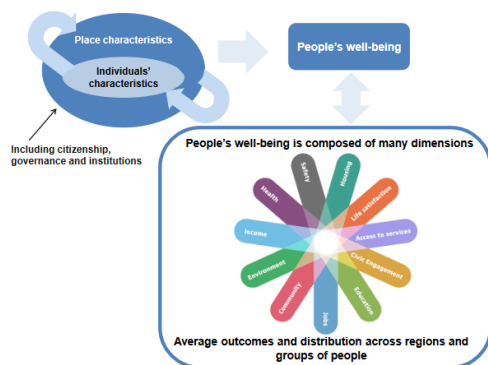 Place characteristics
Individuals'
characteristics
People's well-being
Including citizenship,
governance and institutions
People's well-being is composed of many dimensions
Safety
Housing
Health
Life satisfaction
Income
Access to services
Environment
Civic Engagement
Community
Education
Jobs
Average outcomes and distribution across regions and
groups of people